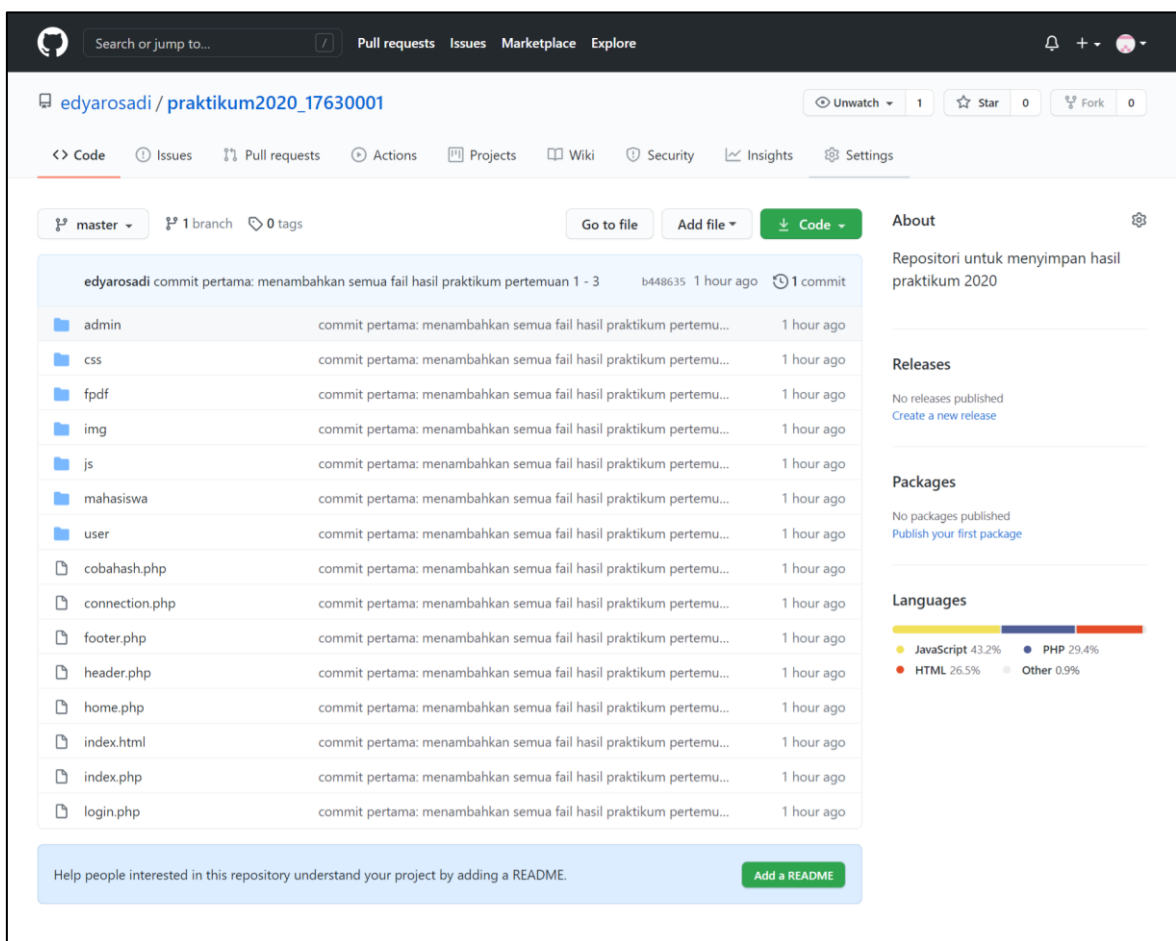 Search or jump to... / Pull requests Issues Marketplace Explore
edyarosadi / praktikum2020_17630001 Unwatch 1 Star 0 Fork 0
Code Issues Pull requests Actions Projects Wiki Security Insights Settings
master 1 branch 0 tags Go to file Add file Code
edyarosadi commit pertama: menambahkan semua fail hasil praktikum pertemuan 1 - 3 b448635 1 hour ago 1 commit
admin commit pertama: menambahkan semua fail hasil praktikum pertemu... 1 hour ago
css commit pertama: menambahkan semua fail hasil praktikum pertemu... 1 hour ago
fpdf commit pertama: menambahkan semua fail hasil praktikum pertemu... 1 hour ago
img commit pertama: menambahkan semua fail hasil praktikum pertemu... 1 hour ago
js commit pertama: menambahkan semua fail hasil praktikum pertemu... 1 hour ago
mahasiswa commit pertama: menambahkan semua fail hasil praktikum pertemu... 1 hour ago
user commit pertama: menambahkan semua fail hasil praktikum pertemu... 1 hour ago
cobahash.php commit pertama: menambahkan semua fail hasil praktikum pertemu... 1 hour ago
connection.php commit pertama: menambahkan semua fail hasil praktikum pertemu... 1 hour ago
footer.php commit pertama: menambahkan semua fail hasil praktikum pertemu... 1 hour ago
header.php commit pertama: menambahkan semua fail hasil praktikum pertemu... 1 hour ago
home.php commit pertama: menambahkan semua fail hasil praktikum pertemu... 1 hour ago
index.html commit pertama: menambahkan semua fail hasil praktikum pertemu... 1 hour ago
index.php commit pertama: menambahkan semua fail hasil praktikum pertemu... 1 hour ago
login.php commit pertama: menambahkan semua fail hasil praktikum pertemu... 1 hour ago
Help people interested in this repository understand your project by adding a README. Add a README
About
Repositori untuk menyimpan hasil
praktikum 2020
Releases
No releases published
Create a new release
Packages
No packages published
Publish your first package
Languages
JavaScript 43.2% PHP 29.4%
HTML 26.5% Other 0.9%